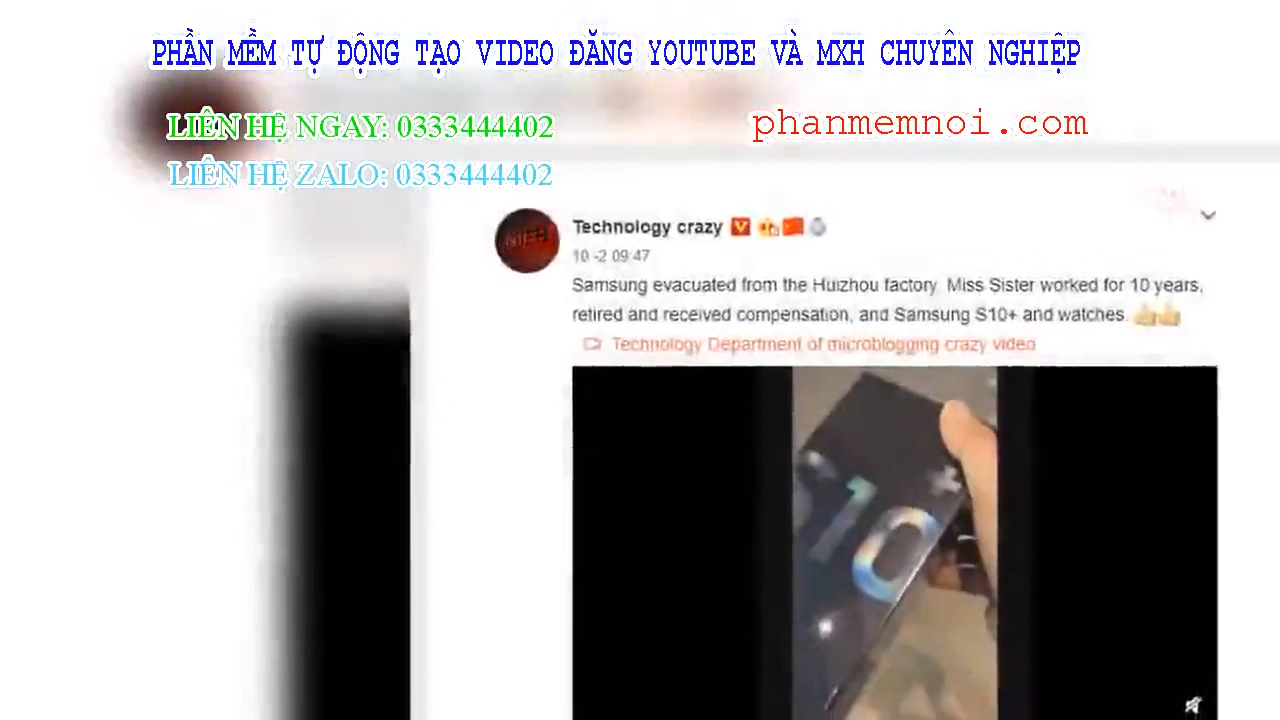 PHẦN MỀM TỰ ĐỘNG TẠO VIDEO ĐĂNG YOUTUBE VÀ MXH CHUYÊN NGHIỆP
LIÊN HỆ NGAY: 0333444402
phanmemnoi.com
LIÊN HỆ ZALO: 0333444402
Technology crazy
10 -2 09:47
Samsung evacuated from the Huizhou factory. Miss Sister worked for 10 years,
retired and received compensation, and Samsung S10+ and watches.
Technology Department of microblogging crazy video
10+